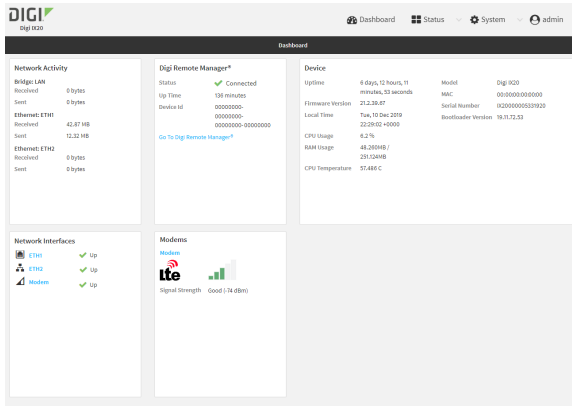 DIGI
Digi IX20
Dashboard
Status
System
admin
Dashboard
Network Activity
Bridge: LAN
Received 0 bytes
Sent 0 bytes
Ethernet: ETH1
Received 42.67 MB
Sent 12.32 MB
Ethernet: ETH2
Received 0 bytes
Sent 0 bytes
Digi Remote Manager®
Status Connected
Up Time 136 minutes
Device Id 00000000-
00000000-
00000000-00000000
Go To Digi Remote Manager®
Device
Uptime 6 days, 12 hours, 11
minutes, 53 seconds
Firmware Version 21.2.39.67
Local Time Tue, 10 Dec 2019
22:29:02 +0000
CPU Usage 6.2 %
RAM Usage 48.260MB /
251.124MB
CPU Temperature 57.486 C
Model Digi IX20
MAC 00:00:00:00:00:00
Serial Number IX20000005331920
Bootloader Version 19.11.72.53
Network Interfaces
ETH1 Up
ETH2 Up
Modem Up
Modems
Modem
lte
Signal Strength Good (-74 dBm)